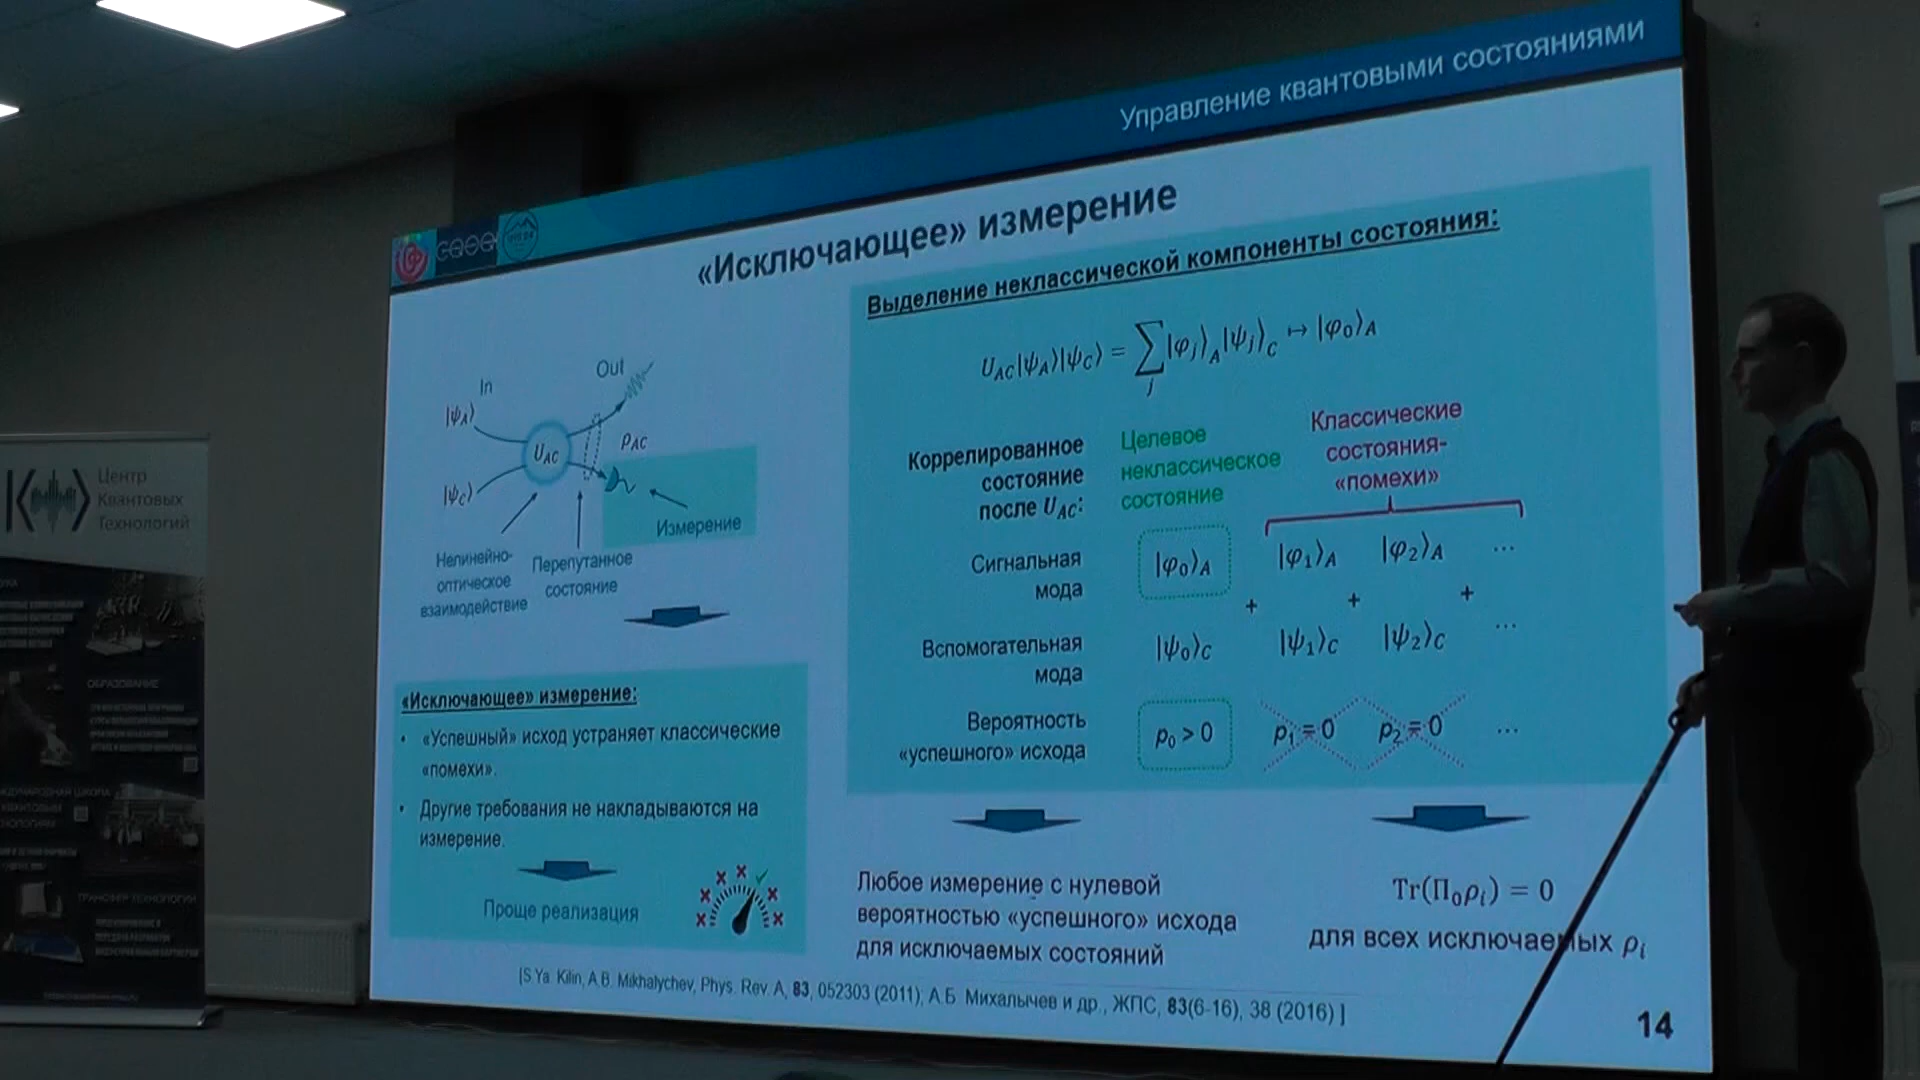 Управление квантовыми состояниями
«Исключающее» измерение
In
Out
|ψ_A⟩
U_AC
ρ_AC
|ψ_C⟩
Измерение
Нелинейно-
оптическое
взаимодействие
Перепутанное
состояние
«Исключающее» измерение:
• «Успешный» исход устраняет классические
«помехи».
• Другие требования не накладываются на
измерение.
Проще реализация
Выделение неклассической компоненты состояния:
U_AC|ψ_A⟩|ψ_C⟩ = ∑_j |φ_j⟩_A|ψ_j⟩_C ↦ |φ_0⟩_A
Коррелированное
состояние
после U_AC:
Целевое
неклассическое
состояние
Классические
состояния-
«помехи»
Сигнальная
мода
|φ_0⟩_A |φ_1⟩_A |φ_2⟩_A ...
+ + +
Вспомогательная
мода
|ψ_0⟩_C |ψ_1⟩_C |ψ_2⟩_C ...
Вероятность
«успешного» исхода
p_0 > 0 p_1 = 0 p_2 = 0 ...
Любое измерение с нулевой
вероятностью «успешного» исхода
для исключаемых состояний
Tr(Π_0ρ_i) = 0
для всех исключаемых ρ_i
[S.Ya. Kilin, A.B. Mikhalychev, Phys. Rev. A, 83, 052303 (2011); А.Б. Михалычев и др., ЖПС, 83(6-16), 38 (2016) ]
14
Центр
Квантовых
Технологий
ОБРАЗОВАНИЕ
ТРАНСФЕР ТЕХНОЛОГИЙ